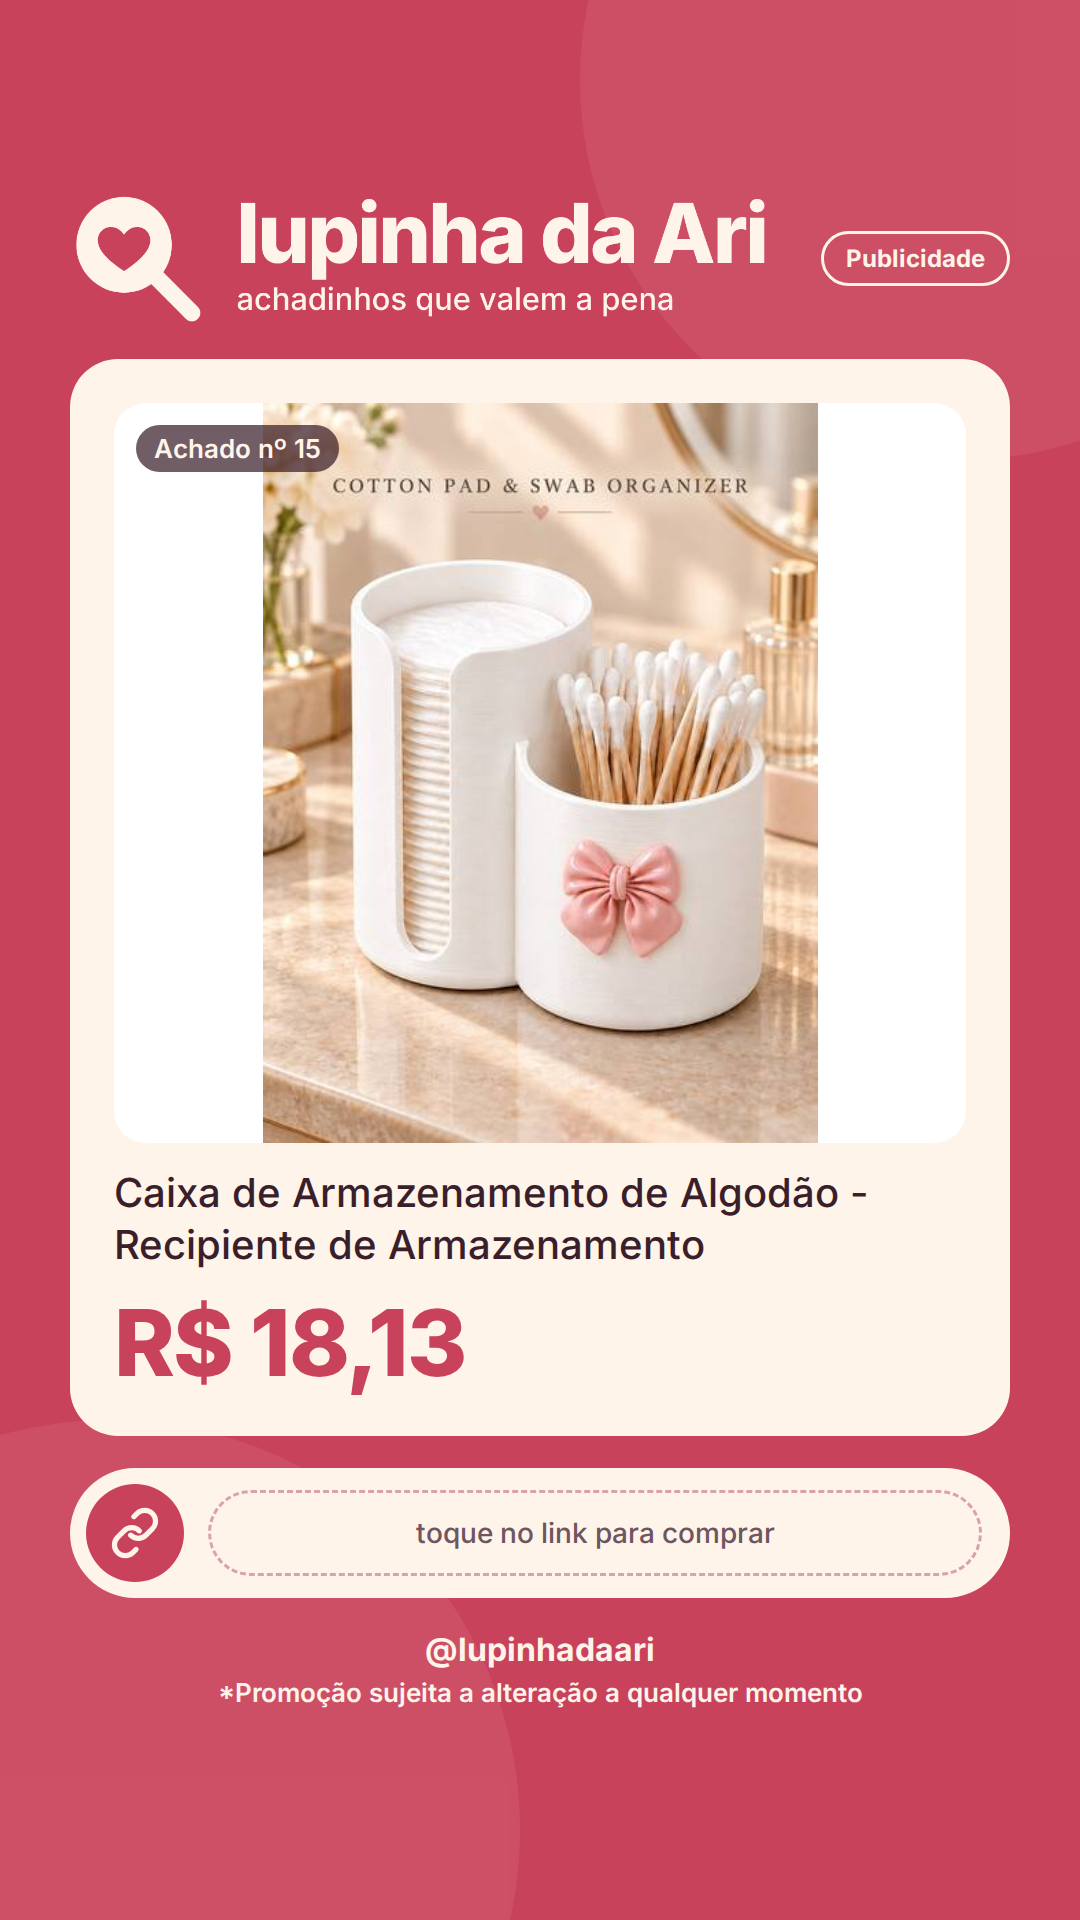 lupinha da Ari
achadinhos que valem a pena
Publicidade
Achado nº 15
COTTON PAD & SWAB ORGANIZER
Caixa de Armazenamento de Algodão -
Recipiente de Armazenamento
R$ 18,13
toque no link para comprar
@lupinhadaari
*Promoção sujeita a alteração a qualquer momento